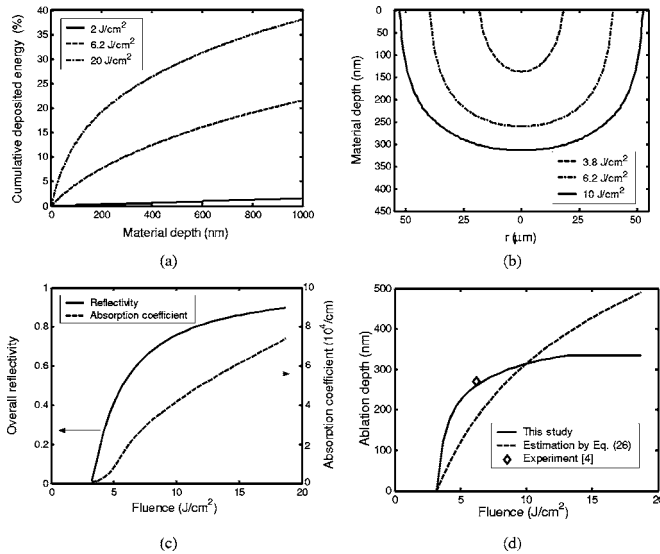 Cumulative deposited energy (%)
40
35
30
25
20
15
10
5
0
2 J/cm²
6.2 J/cm²
20 J/cm²
0 200 400 600 800 1000
Material depth (nm)
(a)
Material depth (nm)
0
50
100
150
200
250
300
350
400
450
3.8 J/cm²
6.2 J/cm²
10 J/cm²
50 25 0 25 50
r (μm)
(b)
Overall reflectivity
1
0.8
0.6
0.4
0.2
0
Reflectivity
Absorption coefficient
10
8
6
4
2
0
Absorption coefficient (10⁴/cm)
0 5 10 15 20
Fluence (J/cm²)
(c)
Ablation depth (nm)
500
400
300
200
100
0
This study
Estimation by Eq. (26)
Experiment [4]
0 5 10 15 20
Fluence (J/cm²)
(d)